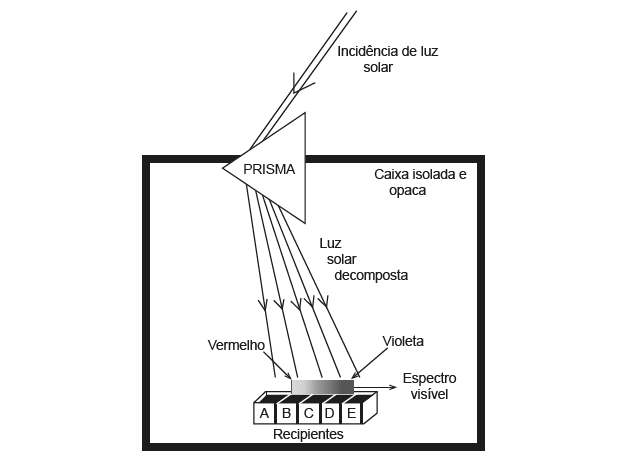 Incidência de luz
solar
PRISMA
Caixa isolada e
opaca
Luz
solar
decomposta
Vermelho
Violeta
Espectro
visível
A B C D E
Recipientes